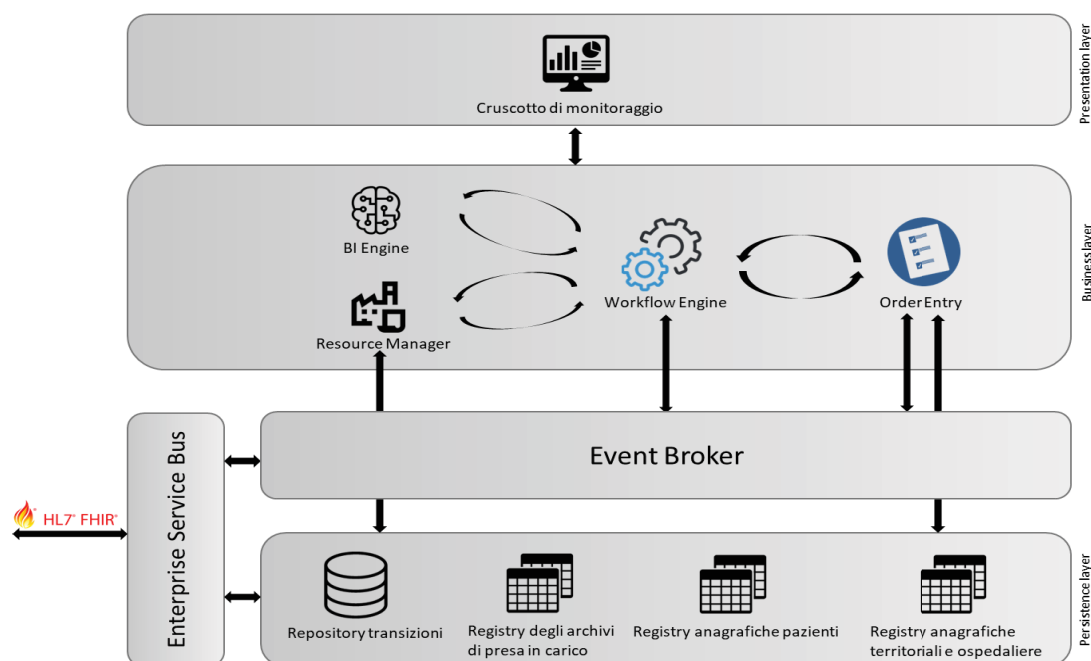 Presentation layer
Cruscotto di monitoraggio
Business layer
BI Engine
Workflow Engine
Order Entry
Resource Manager
Enterprise Service Bus
Event Broker
HL7® FHIR®
Persistence layer
Repository transizioni
Registry degli archivi
di presa in carico
Registry anagrafiche pazienti
Registry anagrafiche
territoriali e ospedaliere